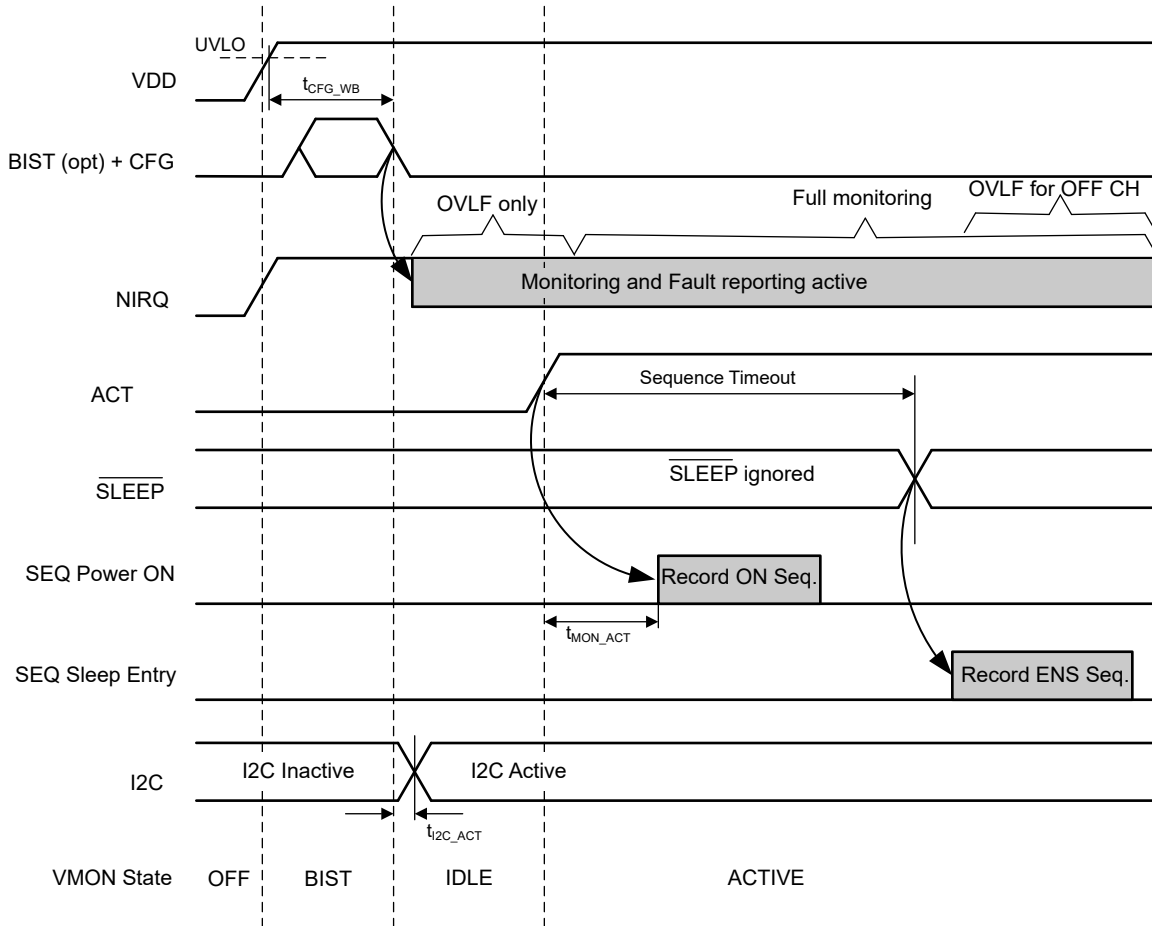 UVLO
VDD
tCFG_WB
BIST (opt) + CFG
OVLF only
Full monitoring
OVLF for OFF CH
NIRQ
Monitoring and Fault reporting active
ACT
Sequence Timeout
SLEEP
SLEEP ignored
SEQ Power ON
Record ON Seq.
tMON_ACT
SEQ Sleep Entry
Record ENS Seq.
I2C
I2C Inactive
I2C Active
tI2C_ACT
VMON State
OFF
BIST
IDLE
ACTIVE